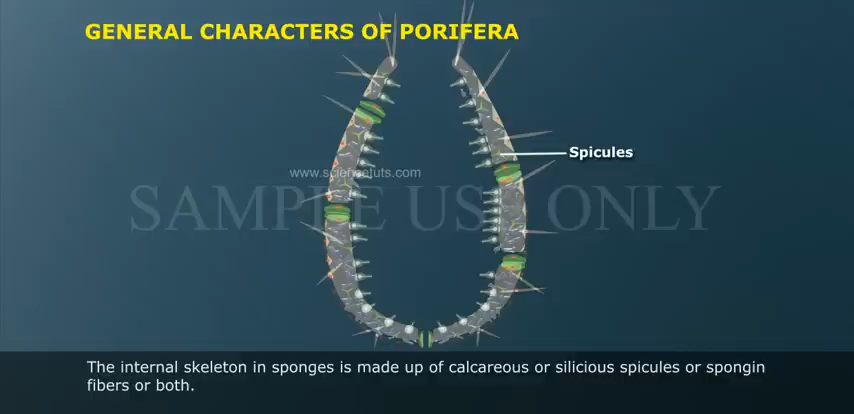 GENERAL CHARACTERS OF PORIFERA
Spicules
www.sciencetuts.com
SAMPLE USE ONLY
The internal skeleton in sponges is made up of calcareous or silicious spicules or spongin
fibers or both.